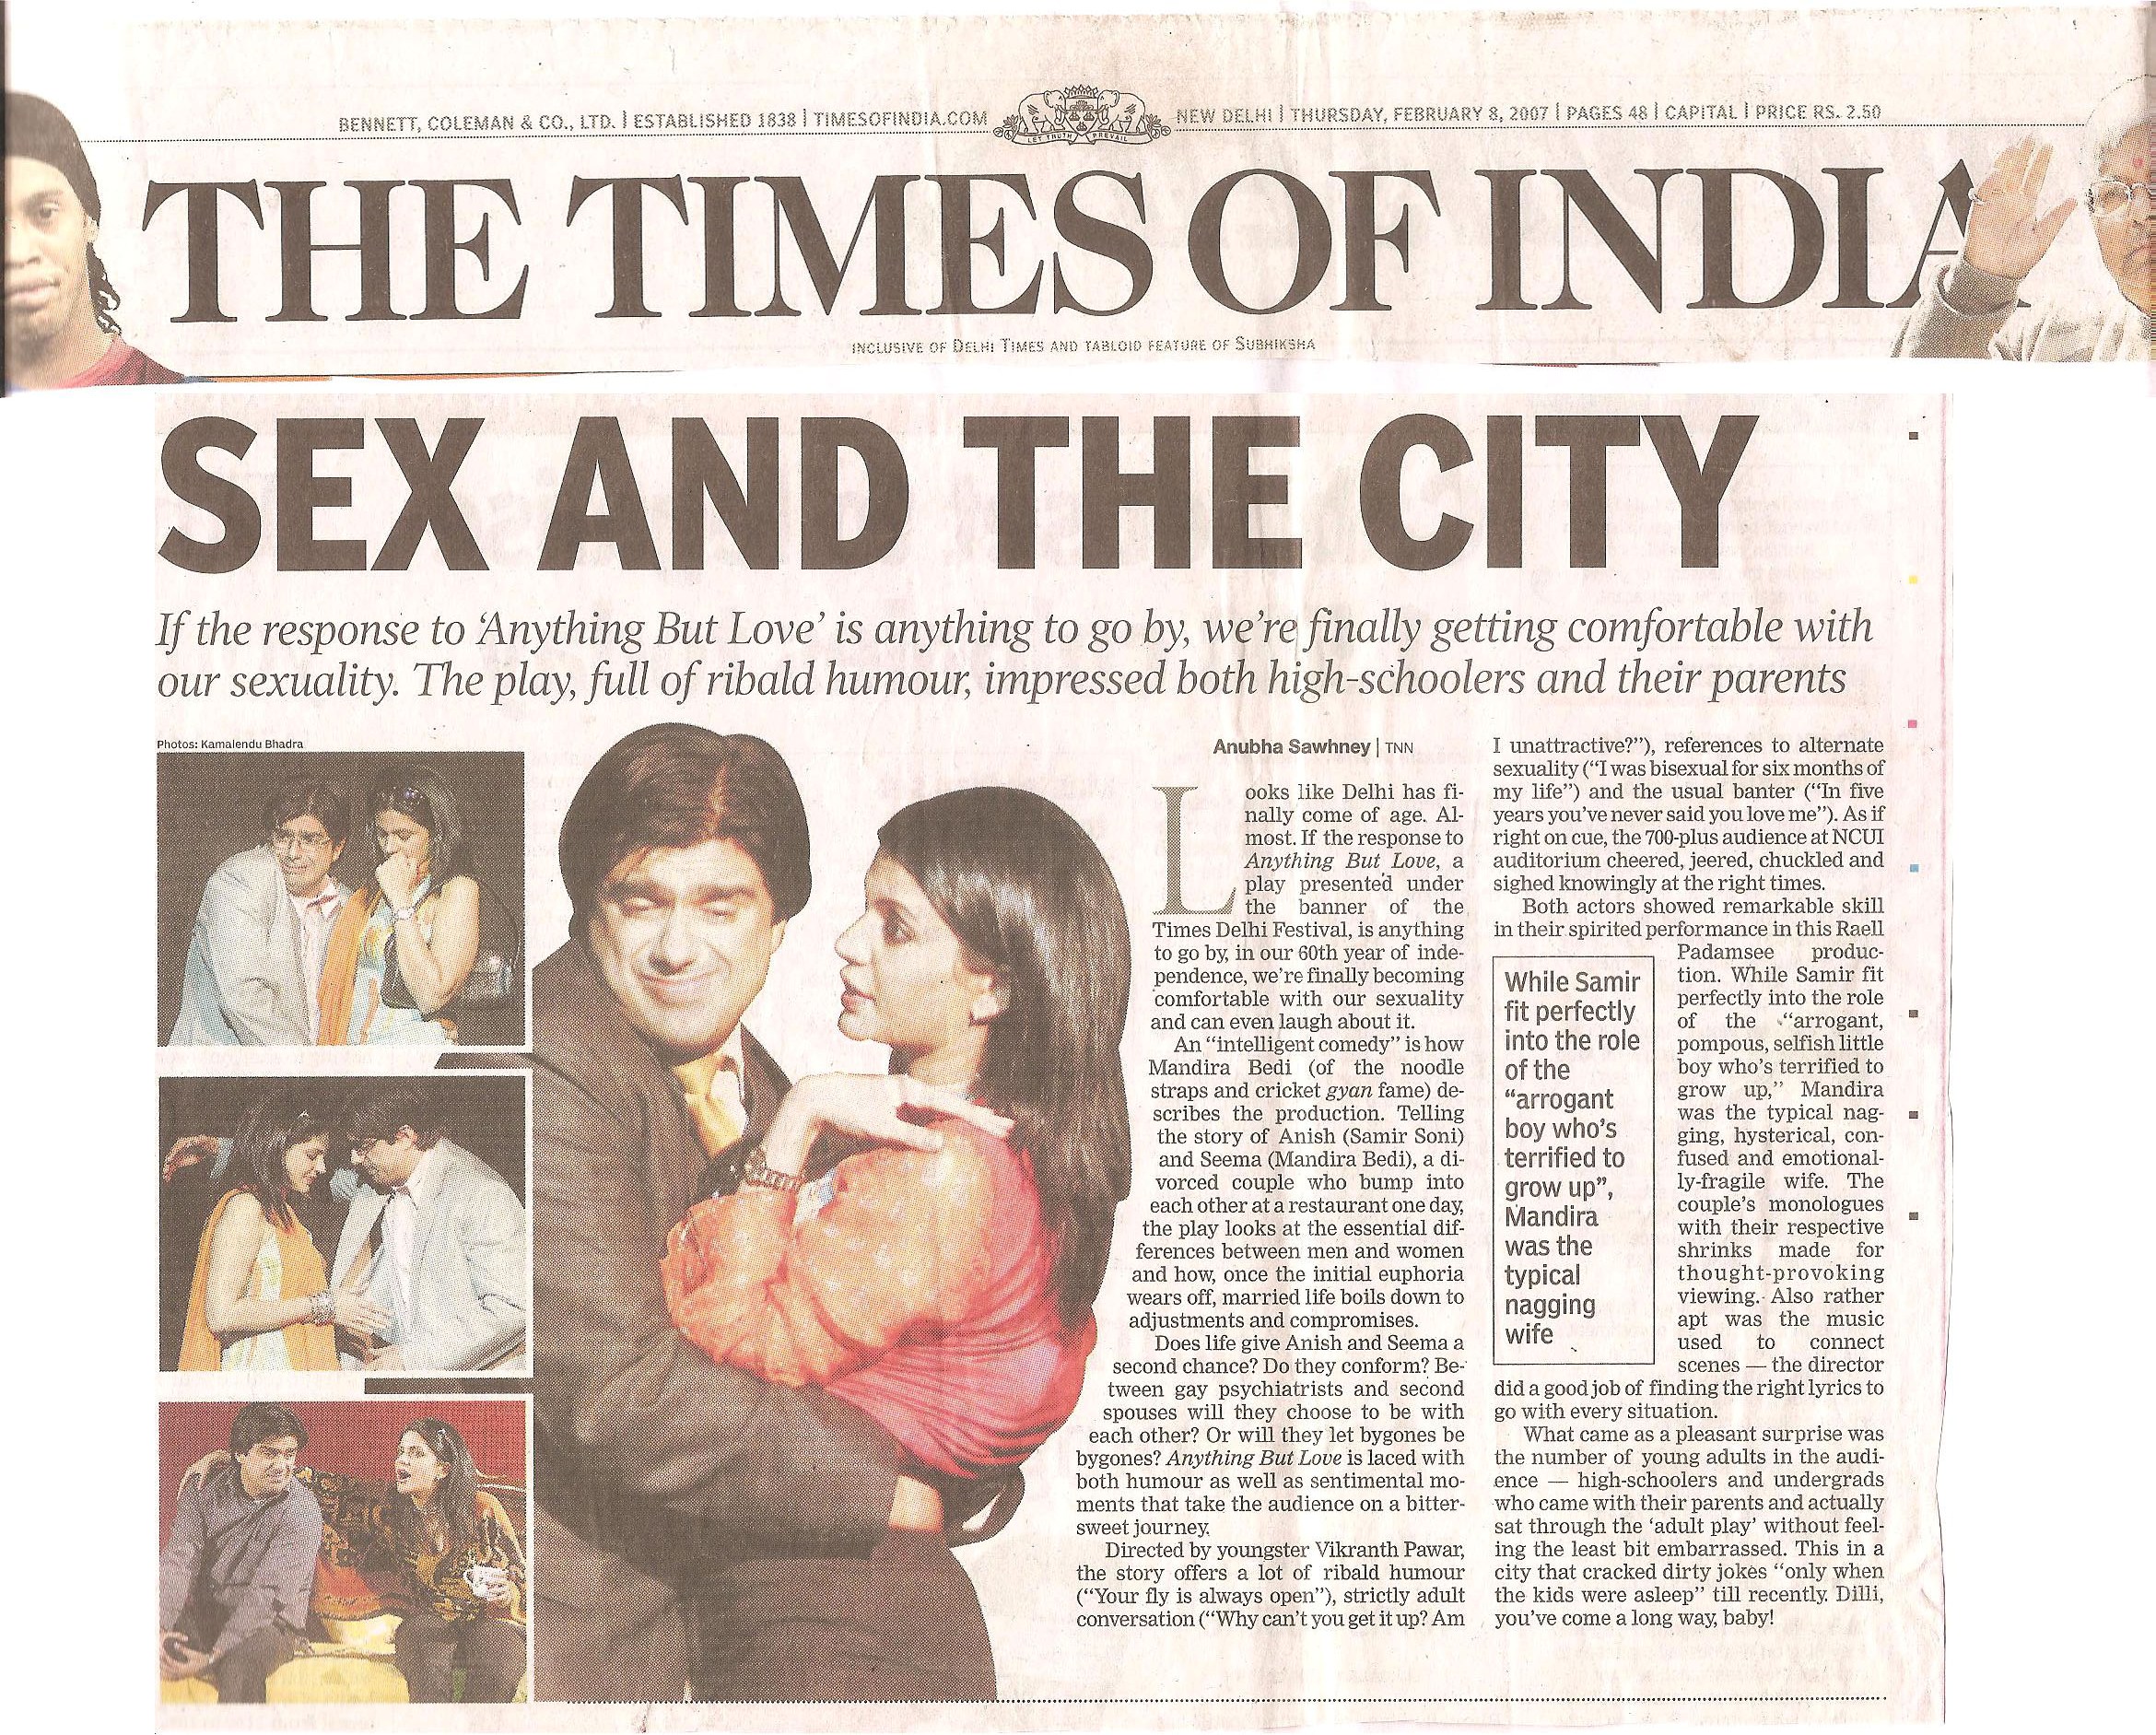 BENNETT, COLEMAN & CO., LTD. | ESTABLISHED 1838 | TIMESOFINDIA.COM
LET TRUTH PREVAIL
NEW DELHI | THURSDAY, FEBRUARY 8, 2007 | PAGES 48 | CAPITAL | PRICE RS. 2.50
THE TIMES OF INDIA
INCLUSIVE OF DELHI TIMES AND TABLOID FEATURE OF SUBHIKSHA
SEX AND THE CITY
If the response to ‘Anything But Love’ is anything to go by, we’re finally getting comfortable with
our sexuality. The play, full of ribald humour, impressed both high-schoolers and their parents
Photos: Kamalendu Bhadra
Anubha Sawhney | TNN
Looks like Delhi has fi-
nally come of age. Al-
most. If the response to
Anything But Love, a
play presented under
the banner of the
Times Delhi Festival, is anything
to go by, in our 60th year of inde-
pendence, we’re finally becoming
comfortable with our sexuality
and can even laugh about it.
An “intelligent comedy” is how
Mandira Bedi (of the noodle
straps and cricket gyan fame) de-
scribes the production. Telling
the story of Anish (Samir Soni)
and Seema (Mandira Bedi), a di-
vorced couple who bump into
each other at a restaurant one day,
the play looks at the essential dif-
ferences between men and women
and how, once the initial euphoria
wears off, married life boils down to
adjustments and compromises.
Does life give Anish and Seema a
second chance? Do they conform? Be-
tween gay psychiatrists and second
spouses will they choose to be with
each other? Or will they let bygones be
bygones? Anything But Love is laced with
both humour as well as sentimental mo-
ments that take the audience on a bitter-
sweet journey.
Directed by youngster Vikranth Pawar,
the story offers a lot of ribald humour
(“Your fly is always open”), strictly adult
conversation (“Why can’t you get it up? Am
I unattractive?”), references to alternate
sexuality (“I was bisexual for six months of
my life”) and the usual banter (“In five
years you’ve never said you love me”). As if
right on cue, the 700-plus audience at NCUI
auditorium cheered, jeered, chuckled and
sighed knowingly at the right times.
Both actors showed remarkable skill
in their spirited performance in this Raell
Padamsee produc-
tion. While Samir fit
perfectly into the role
of the “arrogant,
pompous, selfish little
boy who’s terrified to
grow up,” Mandira
was the typical nag-
ging, hysterical, con-
fused and emotional-
ly-fragile wife. The
couple’s monologues
with their respective
shrinks made for
thought-provoking
viewing. Also rather
apt was the music
used to connect
scenes — the director
did a good job of finding the right lyrics to
go with every situation.
What came as a pleasant surprise was
the number of young adults in the audi-
ence — high-schoolers and undergrads
who came with their parents and actually
sat through the ‘adult play’ without feel-
ing the least bit embarrassed. This in a
city that cracked dirty jokes “only when
the kids were asleep” till recently. Dilli,
you’ve come a long way, baby!
While Samir
fit perfectly
into the role
of the
“arrogant
boy who’s
terrified to
grow up”,
Mandira
was the
typical
nagging
wife